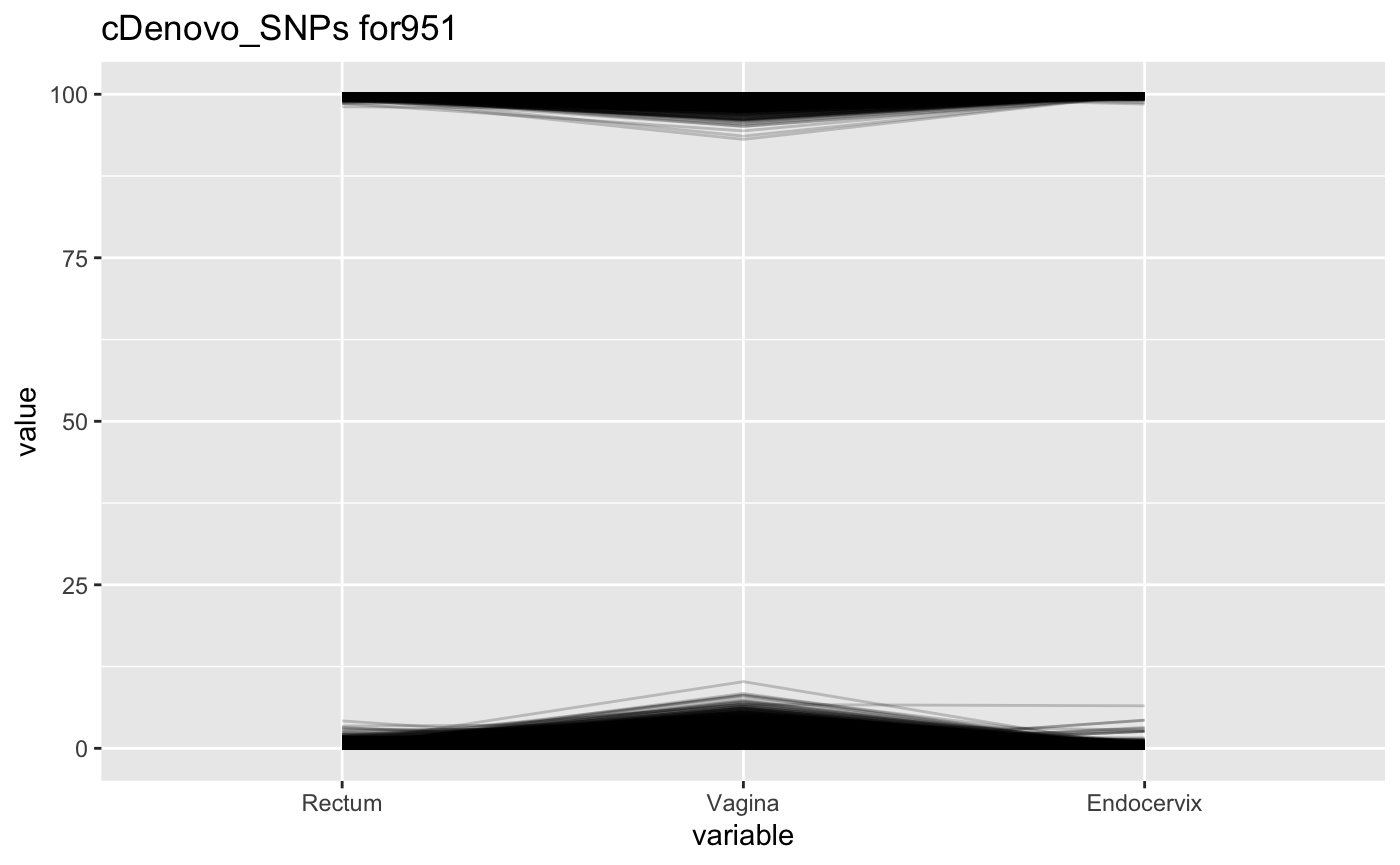 cDenovo_SNPs for951
100
75
50
25
0
value
Rectum
Vagina
Endocervix
variable